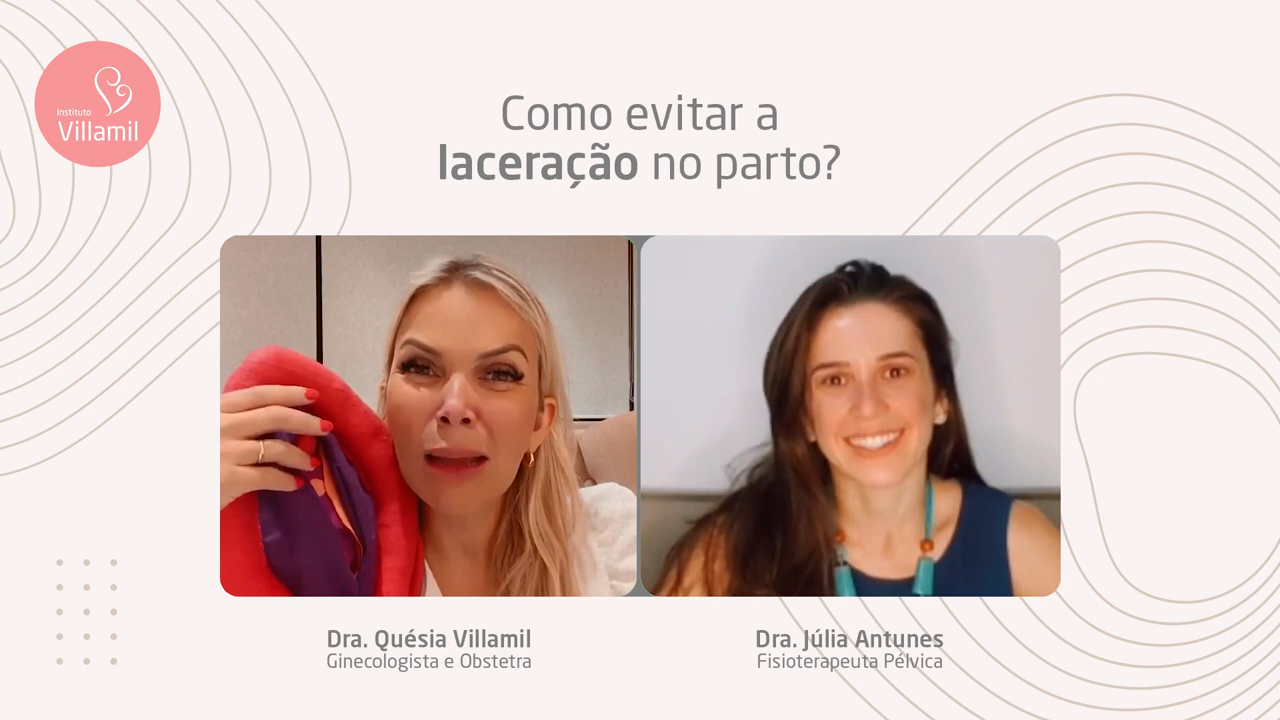 Instituto
Villamil
Como evitar a
laceração no parto?
Dra. Quésia Villamil
Ginecologista e Obstetra
Dra. Júlia Antunes
Fisioterapeuta Pélvica